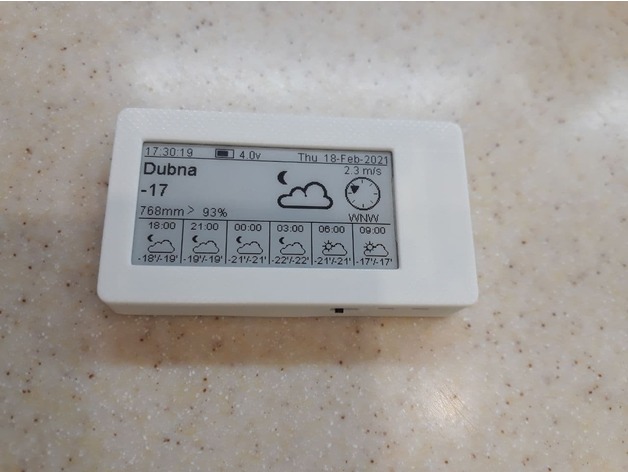 17:30:19 4.0v Thu 18-Feb-2021
Dubna 2.3 m/s
-17
768mm> 93% WNW
18:00 21:00 00:00 03:00 06:00 09:00
-18'/-19' -19'/-19' -21'/-21' -22'/-22' -21'/-21' -17'/-17'